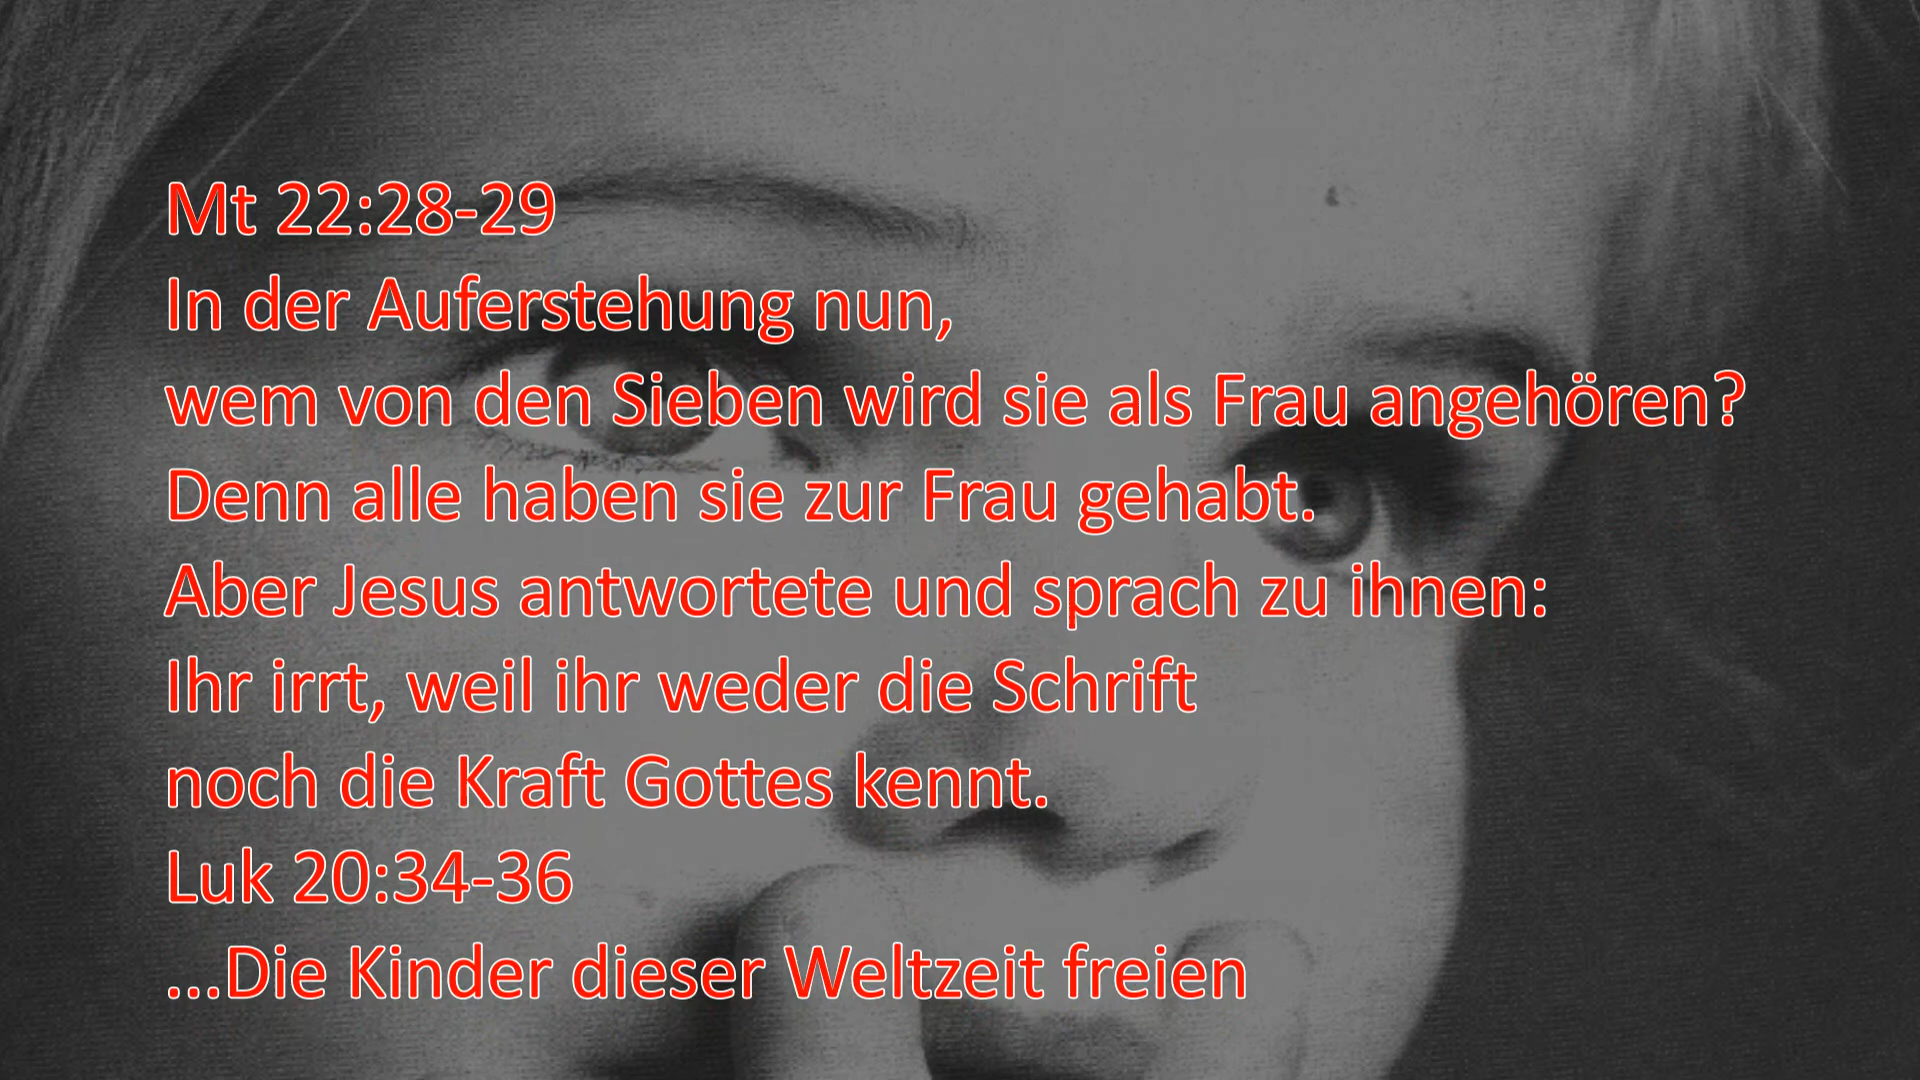 Mt 22:28-29
In der Auferstehung nun,
wem von den Sieben wird sie als Frau angehören?
Denn alle haben sie zur Frau gehabt.
Aber Jesus antwortete und sprach zu ihnen:
Ihr irrt, weil ihr weder die Schrift
noch die Kraft Gottes kennt.
Luk 20:34-36
...Die Kinder dieser Weltzeit freien